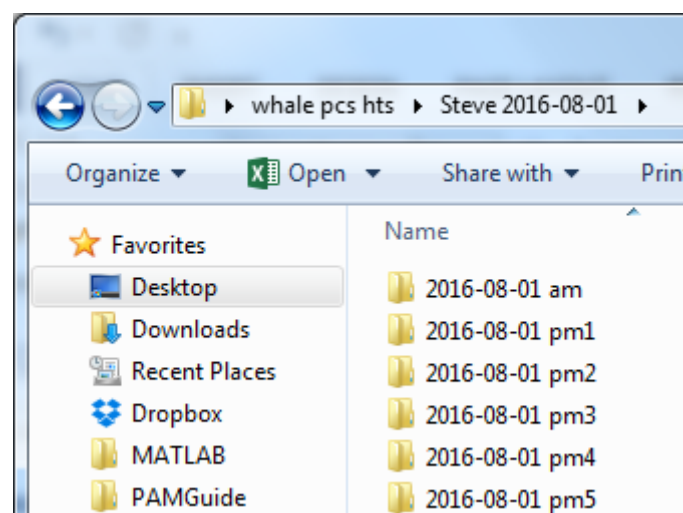 whale pcs hts Steve 2016-08-01
Organize Open Share with Prin
Favorites
Desktop
Downloads
Recent Places
Dropbox
MATLAB
PAMGuide
Name
2016-08-01 am
2016-08-01 pm1
2016-08-01 pm2
2016-08-01 pm3
2016-08-01 pm4
2016-08-01 pm5